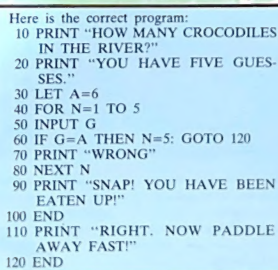 Here is the correct program:
10 PRINT "HOW MANY CROCODILES
IN THE RIVER?"
20 PRINT "YOU HAVE FIVE GUES-
SES."
30 LET A=6
40 FOR N=1 TO 5
50 INPUT G
60 IF G=A THEN N=5: GOTO 120
70 PRINT "WRONG"
80 NEXT N
90 PRINT "SNAP! YOU HAVE BEEN
EATEN UP!"
100 END
110 PRINT "RIGHT. NOW PADDLE
AWAY FAST!"
120 END